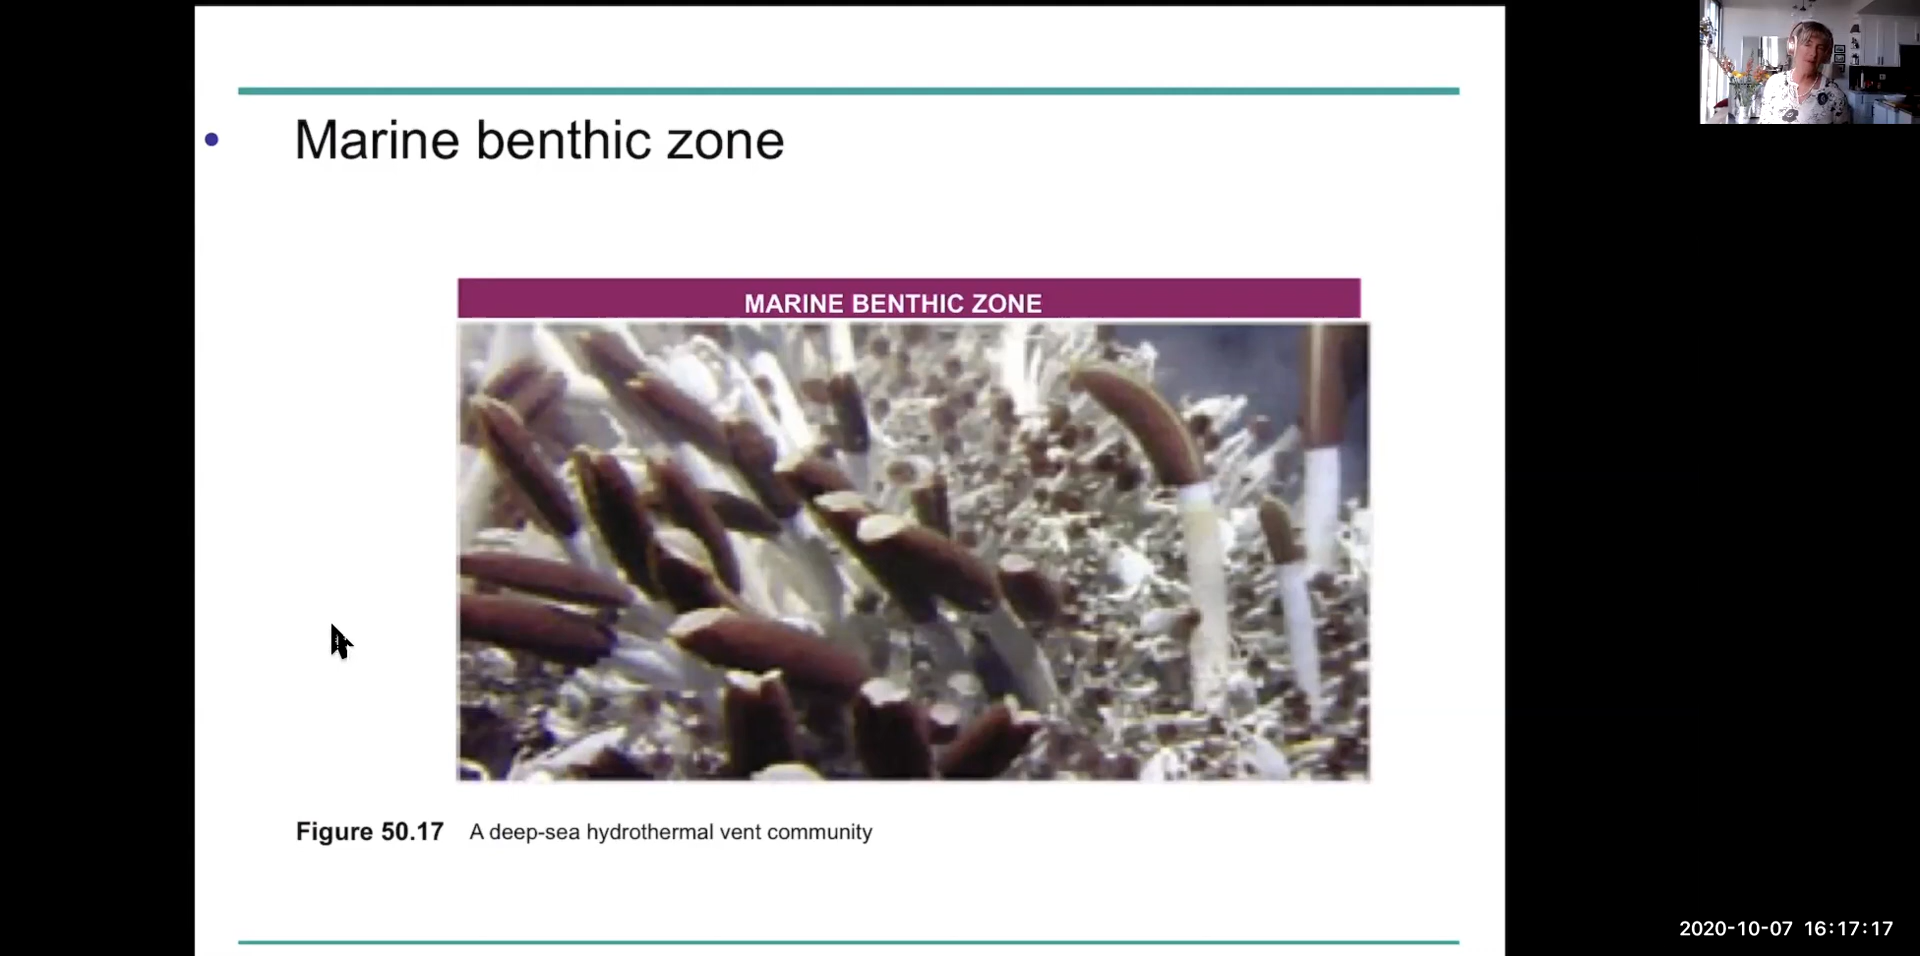 • Marine benthic zone
MARINE BENTHIC ZONE
Figure 50.17 A deep-sea hydrothermal vent community
2020-10-07 16:17:17